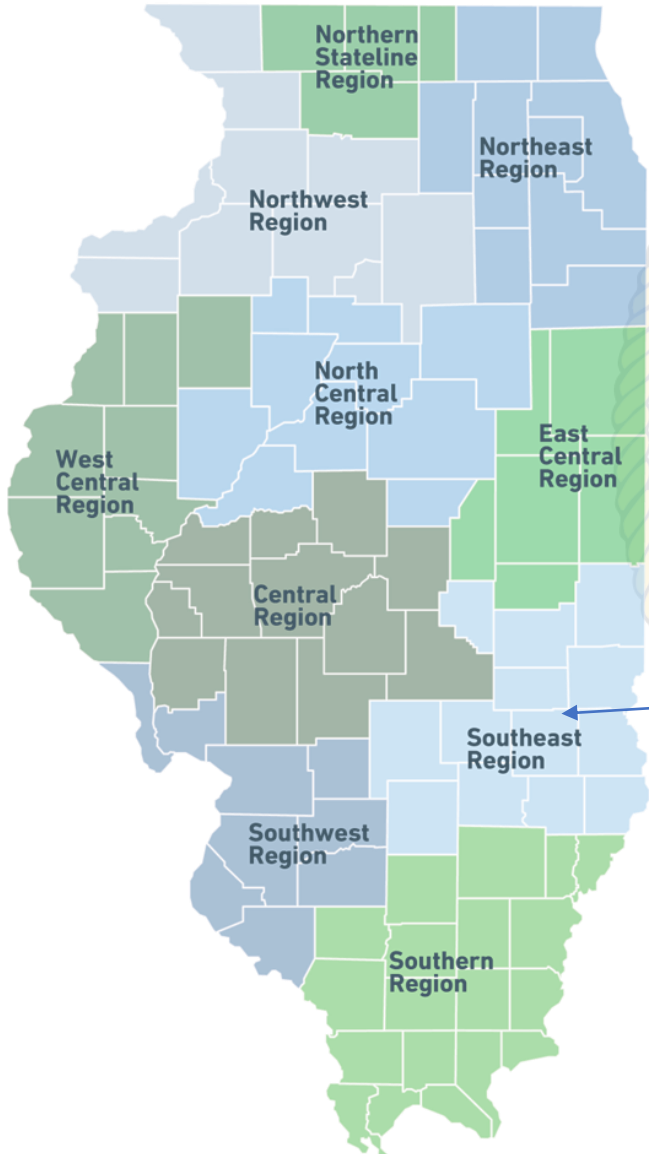 Northern
Stateline
Region
Northeast
Region
Northwest
Region
North
Central
Region
West
Central
Region
East
Central
Region
Central
Region
Southeast
Region
Southwest
Region
Southern
Region